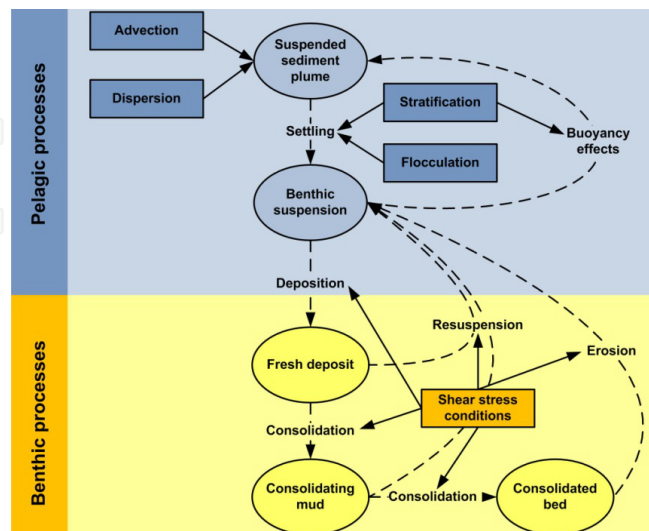 Pelagic processes
Advection
Dispersion
Suspended
sediment
plume
Stratification
Settling
Flocculation
Buoyancy
effects
Benthic
suspension
Deposition
Benthic processes
Resuspension
Erosion
Fresh deposit
Shear stress
conditions
Consolidation
Consolidating
mud
Consolidation
Consolidated
bed